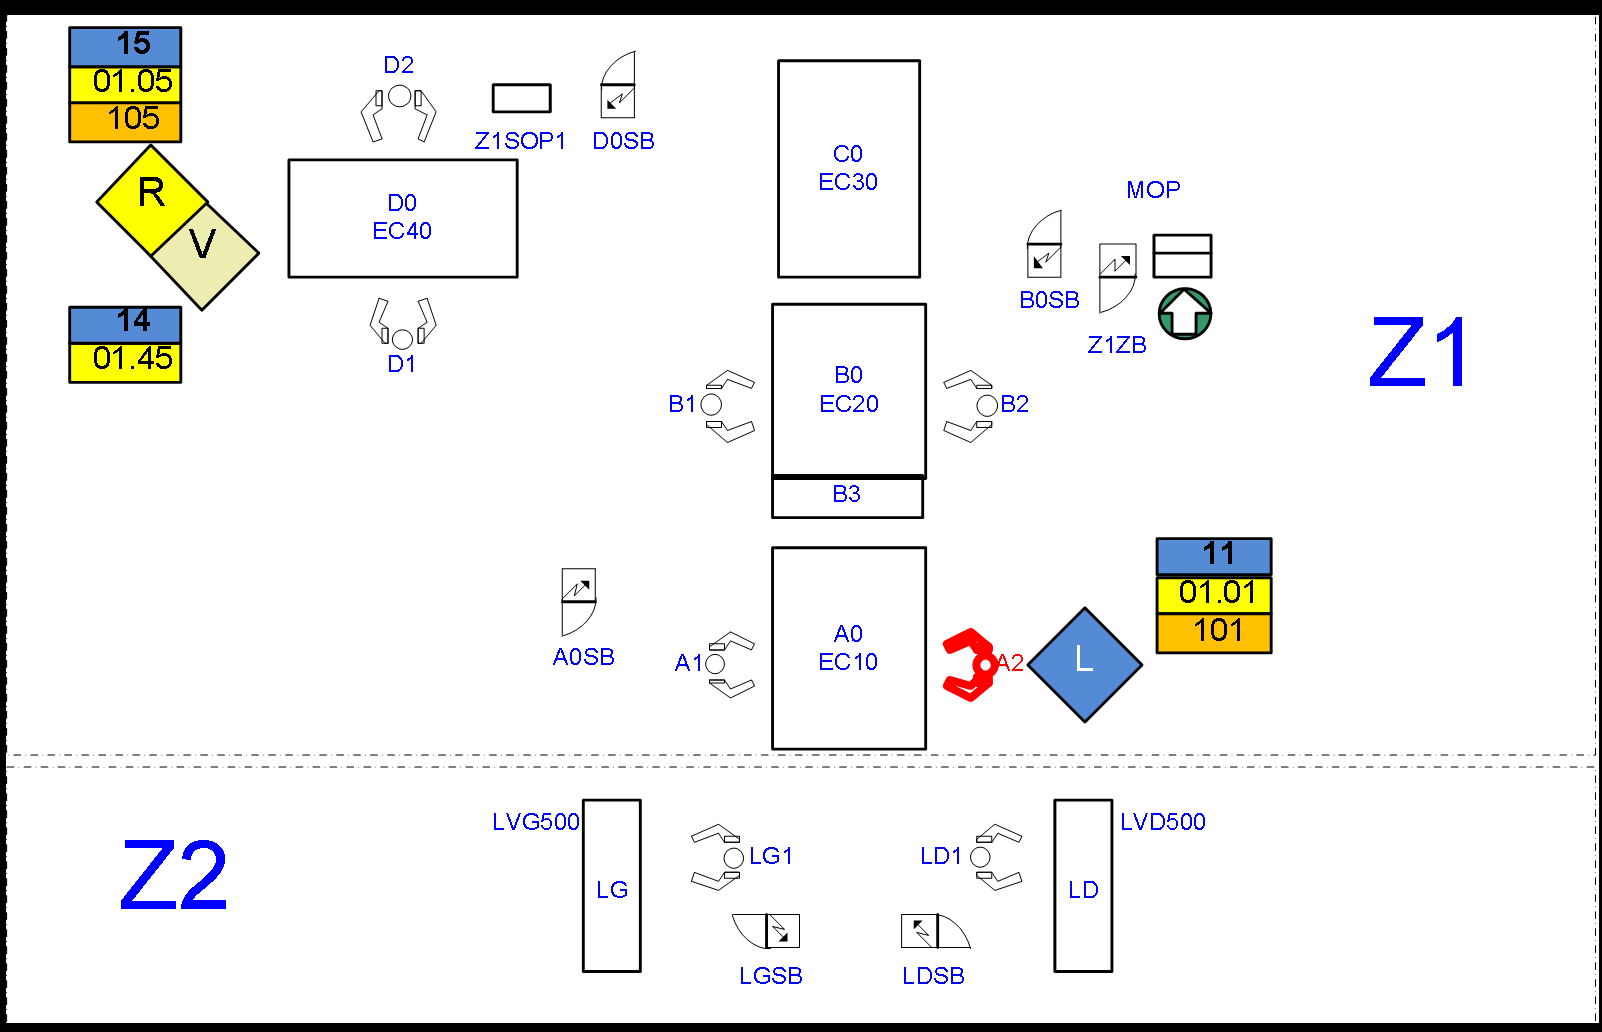 15
01.05
105
R
V
14
01.45
D2
Z1SOP1
D0SB
D0
EC40
D1
C0
EC30
MOP
B0SB
Z1ZB
Z1
B0
EC20
B1
B2
B3
A0SB
A1
A0
EC10
A2
L
11
01.01
101
Z2
LVG500
LG
LG1
LGSB
LD1
LDSB
LD
LVD500